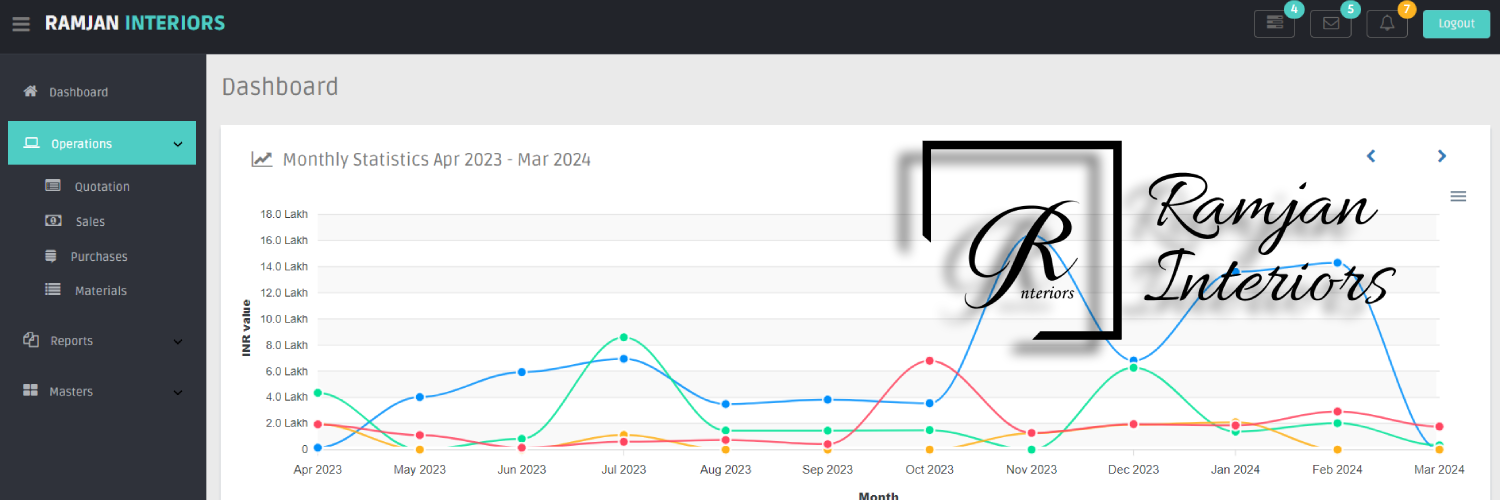 RAMJAN INTERIORS
4
5
7
Logout
Dashboard
Operations
Quotation
Sales
Purchases
Materials
Reports
Masters
Dashboard
Monthly Statistics Apr 2023 - Mar 2024
R
nteriors
Ramjan
Interiors
18.0 Lakh
16.0 Lakh
14.0 Lakh
12.0 Lakh
10.0 Lakh
8.0 Lakh
6.0 Lakh
4.0 Lakh
2.0 Lakh
0
INR value
Apr 2023 May 2023 Jun 2023 Jul 2023 Aug 2023 Sep 2023 Oct 2023 Nov 2023 Dec 2023 Jan 2024 Feb 2024 Mar 2024
Month